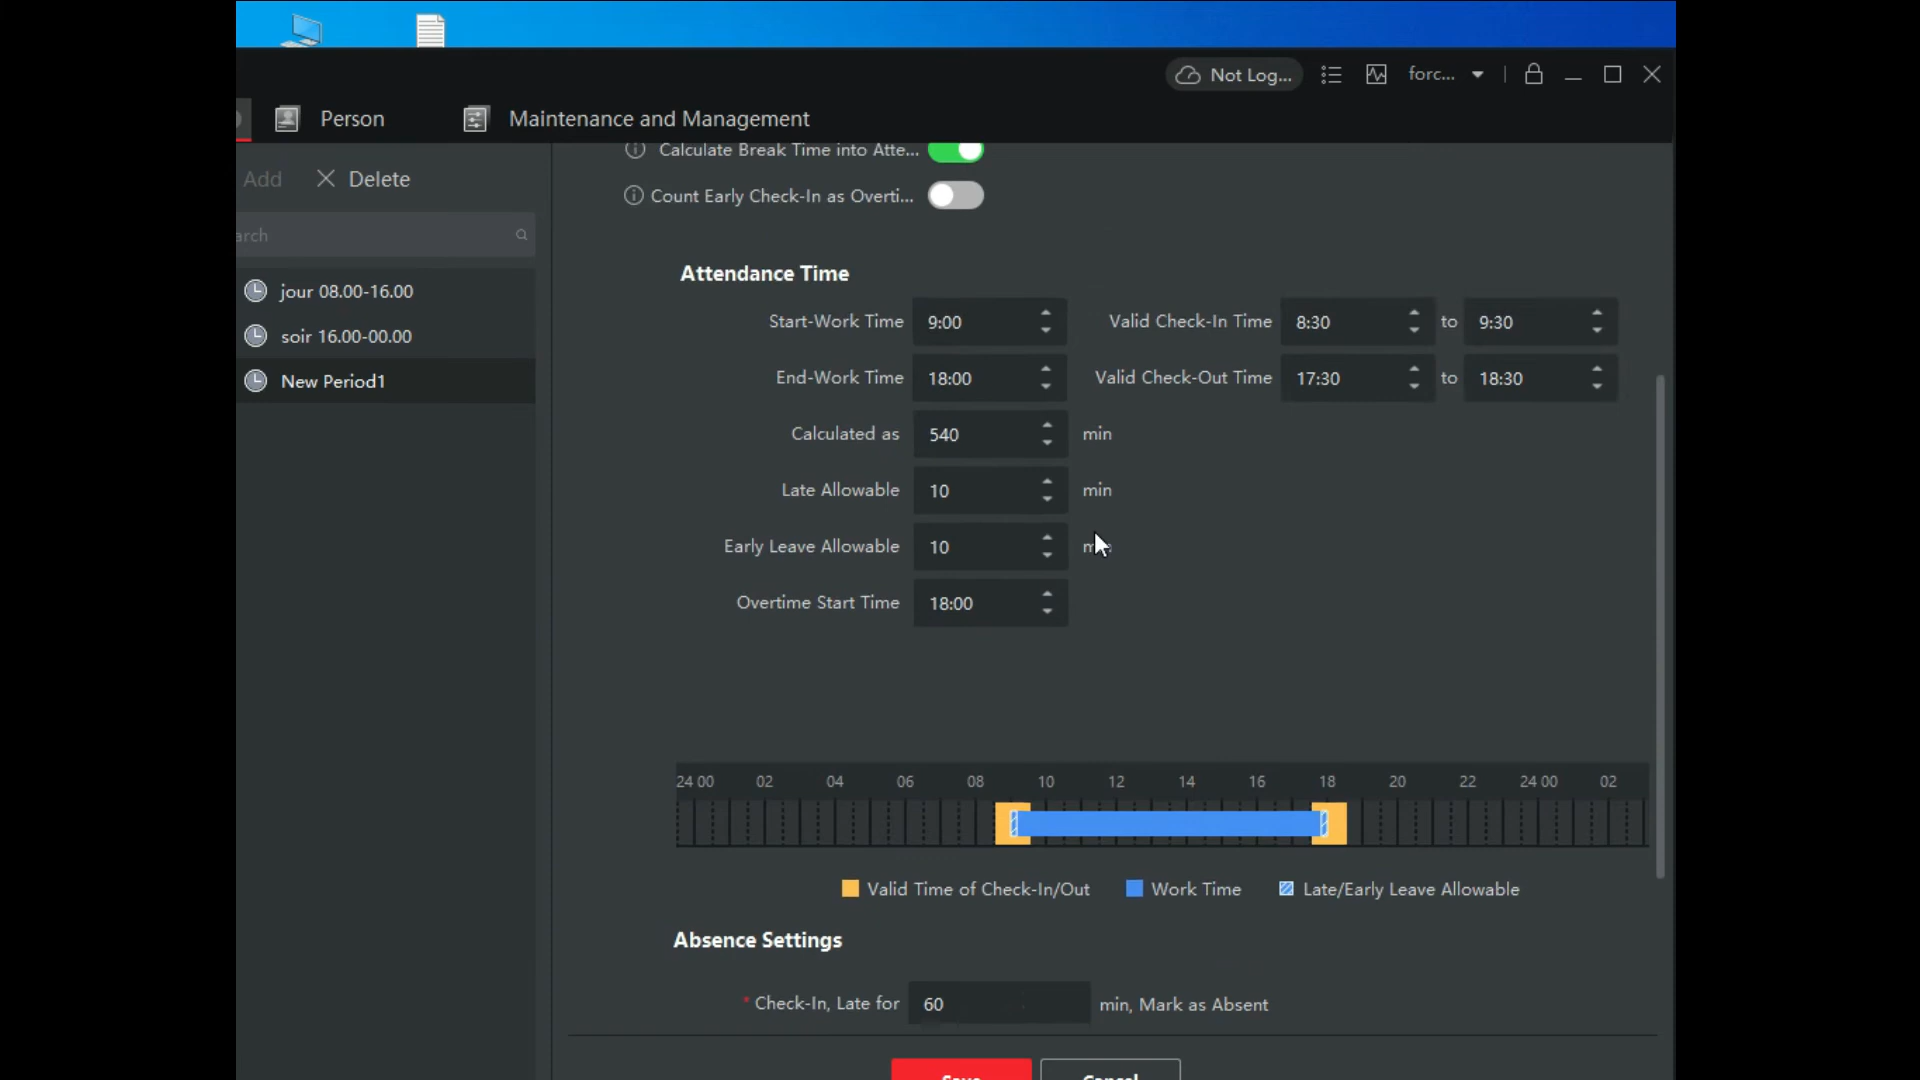 Not Log...
forc...
Person
Maintenance and Management
Add
Delete
arch
jour 08.00-16.00
soir 16.00-00.00
New Period1
Calculate Break Time into Atte...
Count Early Check-In as Overti...
Attendance Time
Start-Work Time 9:00 Valid Check-In Time 8:30 to 9:30
End-Work Time 18:00 Valid Check-Out Time 17:30 to 18:30
Calculated as 540 min
Late Allowable 10 min
Early Leave Allowable 10
Overtime Start Time 18:00
24 00 02 04 06 08 10 12 14 16 18 20 22 24 00 02
Valid Time of Check-In/Out Work Time Late/Early Leave Allowable
Absence Settings
* Check-In, Late for 60 min, Mark as Absent
Save Cancel